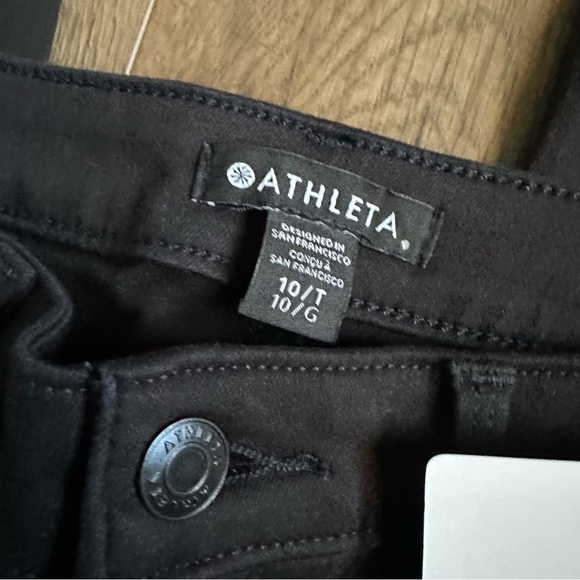 ATHLETA
DESIGNED IN
SAN FRANCISCO
CONÇU À
SAN FRANCISCO
10/T
10/G
ATHLETA